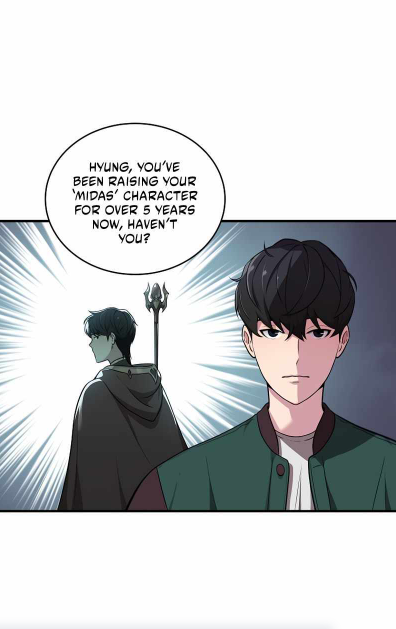 HYUNG, YOU'VE
BEEN RAISING YOUR
'MIDAS' CHARACTER
FOR OVER 5 YEARS
NOW, HAVEN'T
YOU?